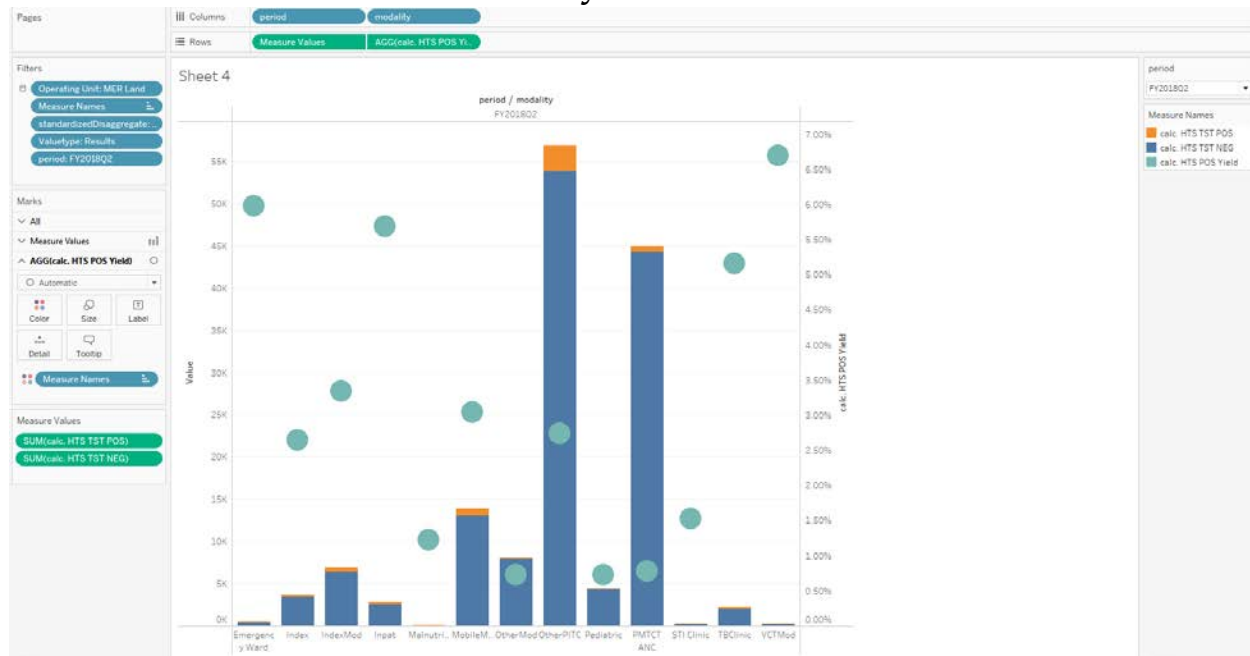 Pages
Columns period modality
Rows Measure Values AGG(calc. HTS POS Yi..
Filters
Operating Unit: MER Land
Measure Names
standardizedDisaggregate: ..
Valuetype: Results
period: FY2018Q2
Marks
All
Measure Values
AGG(calc. HTS POS Yield)
Automatic
Color Size Label
Detail Tooltip
Measure Names
Measure Values
SUM(calc. HTS TST POS)
SUM(calc. HTS TST NEG)
Sheet 4
period / modality
FY2018Q2
Value
55K
50K
45K
40K
35K
30K
25K
20K
15K
10K
5K
0K
Emergenc
y Ward
Index
IndexMod
Inpat
Malnutri..
MobileM..
OtherMod
OtherPITC
Pediatric
PMTCT
ANC
STI Clinic
TBClinic
VCTMod
7.00%
6.50%
6.00%
5.50%
5.00%
4.50%
4.00%
3.50%
3.00%
2.50%
2.00%
1.50%
1.00%
0.50%
0.00%
calc. HTS POS Yield
period
FY2018Q2
Measure Names
calc. HTS TST POS
calc. HTS TST NEG
calc. HTS POS Yield